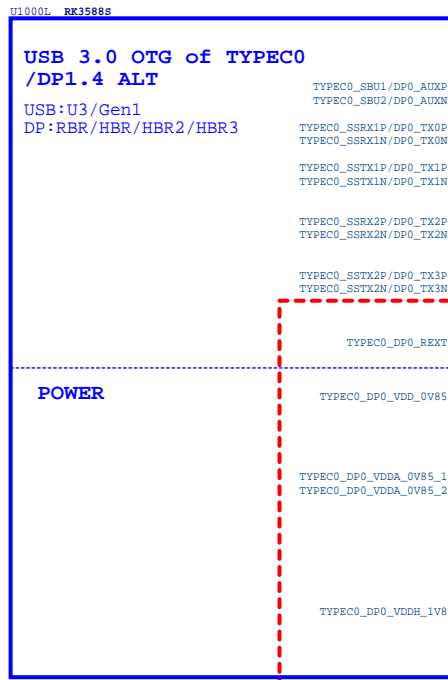 U1000L RK3588S
USB 3.0 OTG of TYPEC0
/DP1.4 ALT
USB:U3/Gen1
DP:RBR/HBR/HBR2/HBR3
TYPEC0_SBU1/DP0_AUXP
TYPEC0_SBU2/DP0_AUXN
TYPEC0_SSRX1P/DP0_TX0P
TYPEC0_SSRX1N/DP0_TX0N
TYPEC0_SSTX1P/DP0_TX1P
TYPEC0_SSTX1N/DP0_TX1N
TYPEC0_SSRX2P/DP0_TX2P
TYPEC0_SSRX2N/DP0_TX2N
TYPEC0_SSTX2P/DP0_TX3P
TYPEC0_SSTX2N/DP0_TX3N
TYPEC0_DP0_REXT
POWER
TYPEC0_DP0_VDD_0V85
TYPEC0_DP0_VDDA_0V85_1
TYPEC0_DP0_VDDA_0V85_2
TYPEC0_DP0_VDDH_1V8